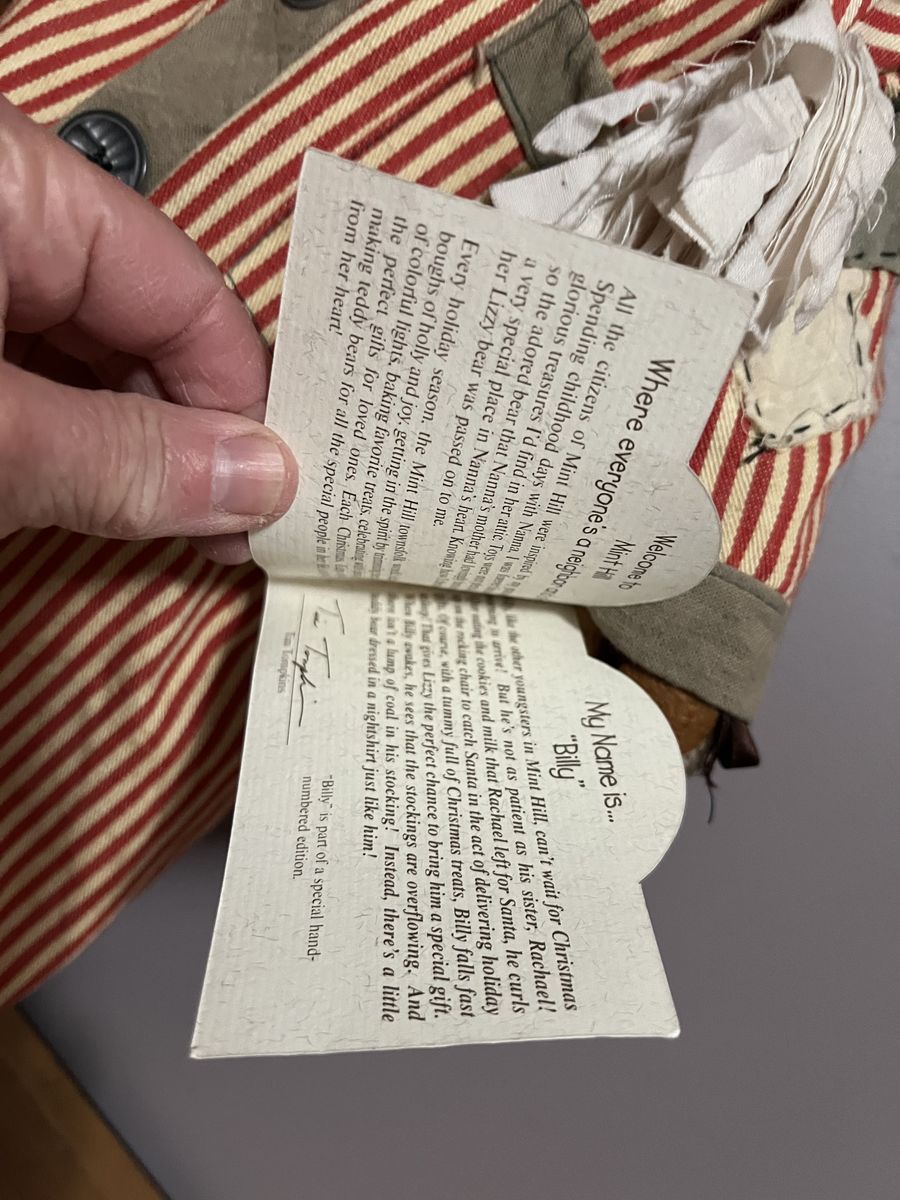 Welcome to
Mint Hill
Where everyone's a neighbor
All the citizens of Mint Hill were inspired by
Spending childhood days with Nanna, I was
glorious treasures I'd find in her attic. Toys were
so the adored bear that Nanna's mother had
a very special place in Nanna's heart. Knowing
her Lizzy bear was passed on to me.
Every holiday season, the Mint Hill townsfolk
boughs of holly and joy, getting in the spirit by
of colorful lights, baking favorite treats, celebrating
the perfect gifts for loved ones. Each Christmas
making teddy bears for all the special people in
from her heart!
My Name is...
"Billy"
like the other youngsters in Mint Hill, can't wait for Christmas
to arrive! But he's not as patient as his sister, Rachael!
the cookies and milk that Rachael left for Santa, he curls
the rocking chair to catch Santa in the act of delivering holiday
Of course, with a tummy full of Christmas treats, Billy falls fast
That gives Lizzy the perfect chance to bring him a special gift.
When Billy awakes, he sees that the stockings are overflowing. And
isn't a lump of coal in his stocking! Instead, there's a little
bear dressed in a nightshirt just like him!
Tim Tompkins
"Billy" is part of a special hand-
numbered edition.